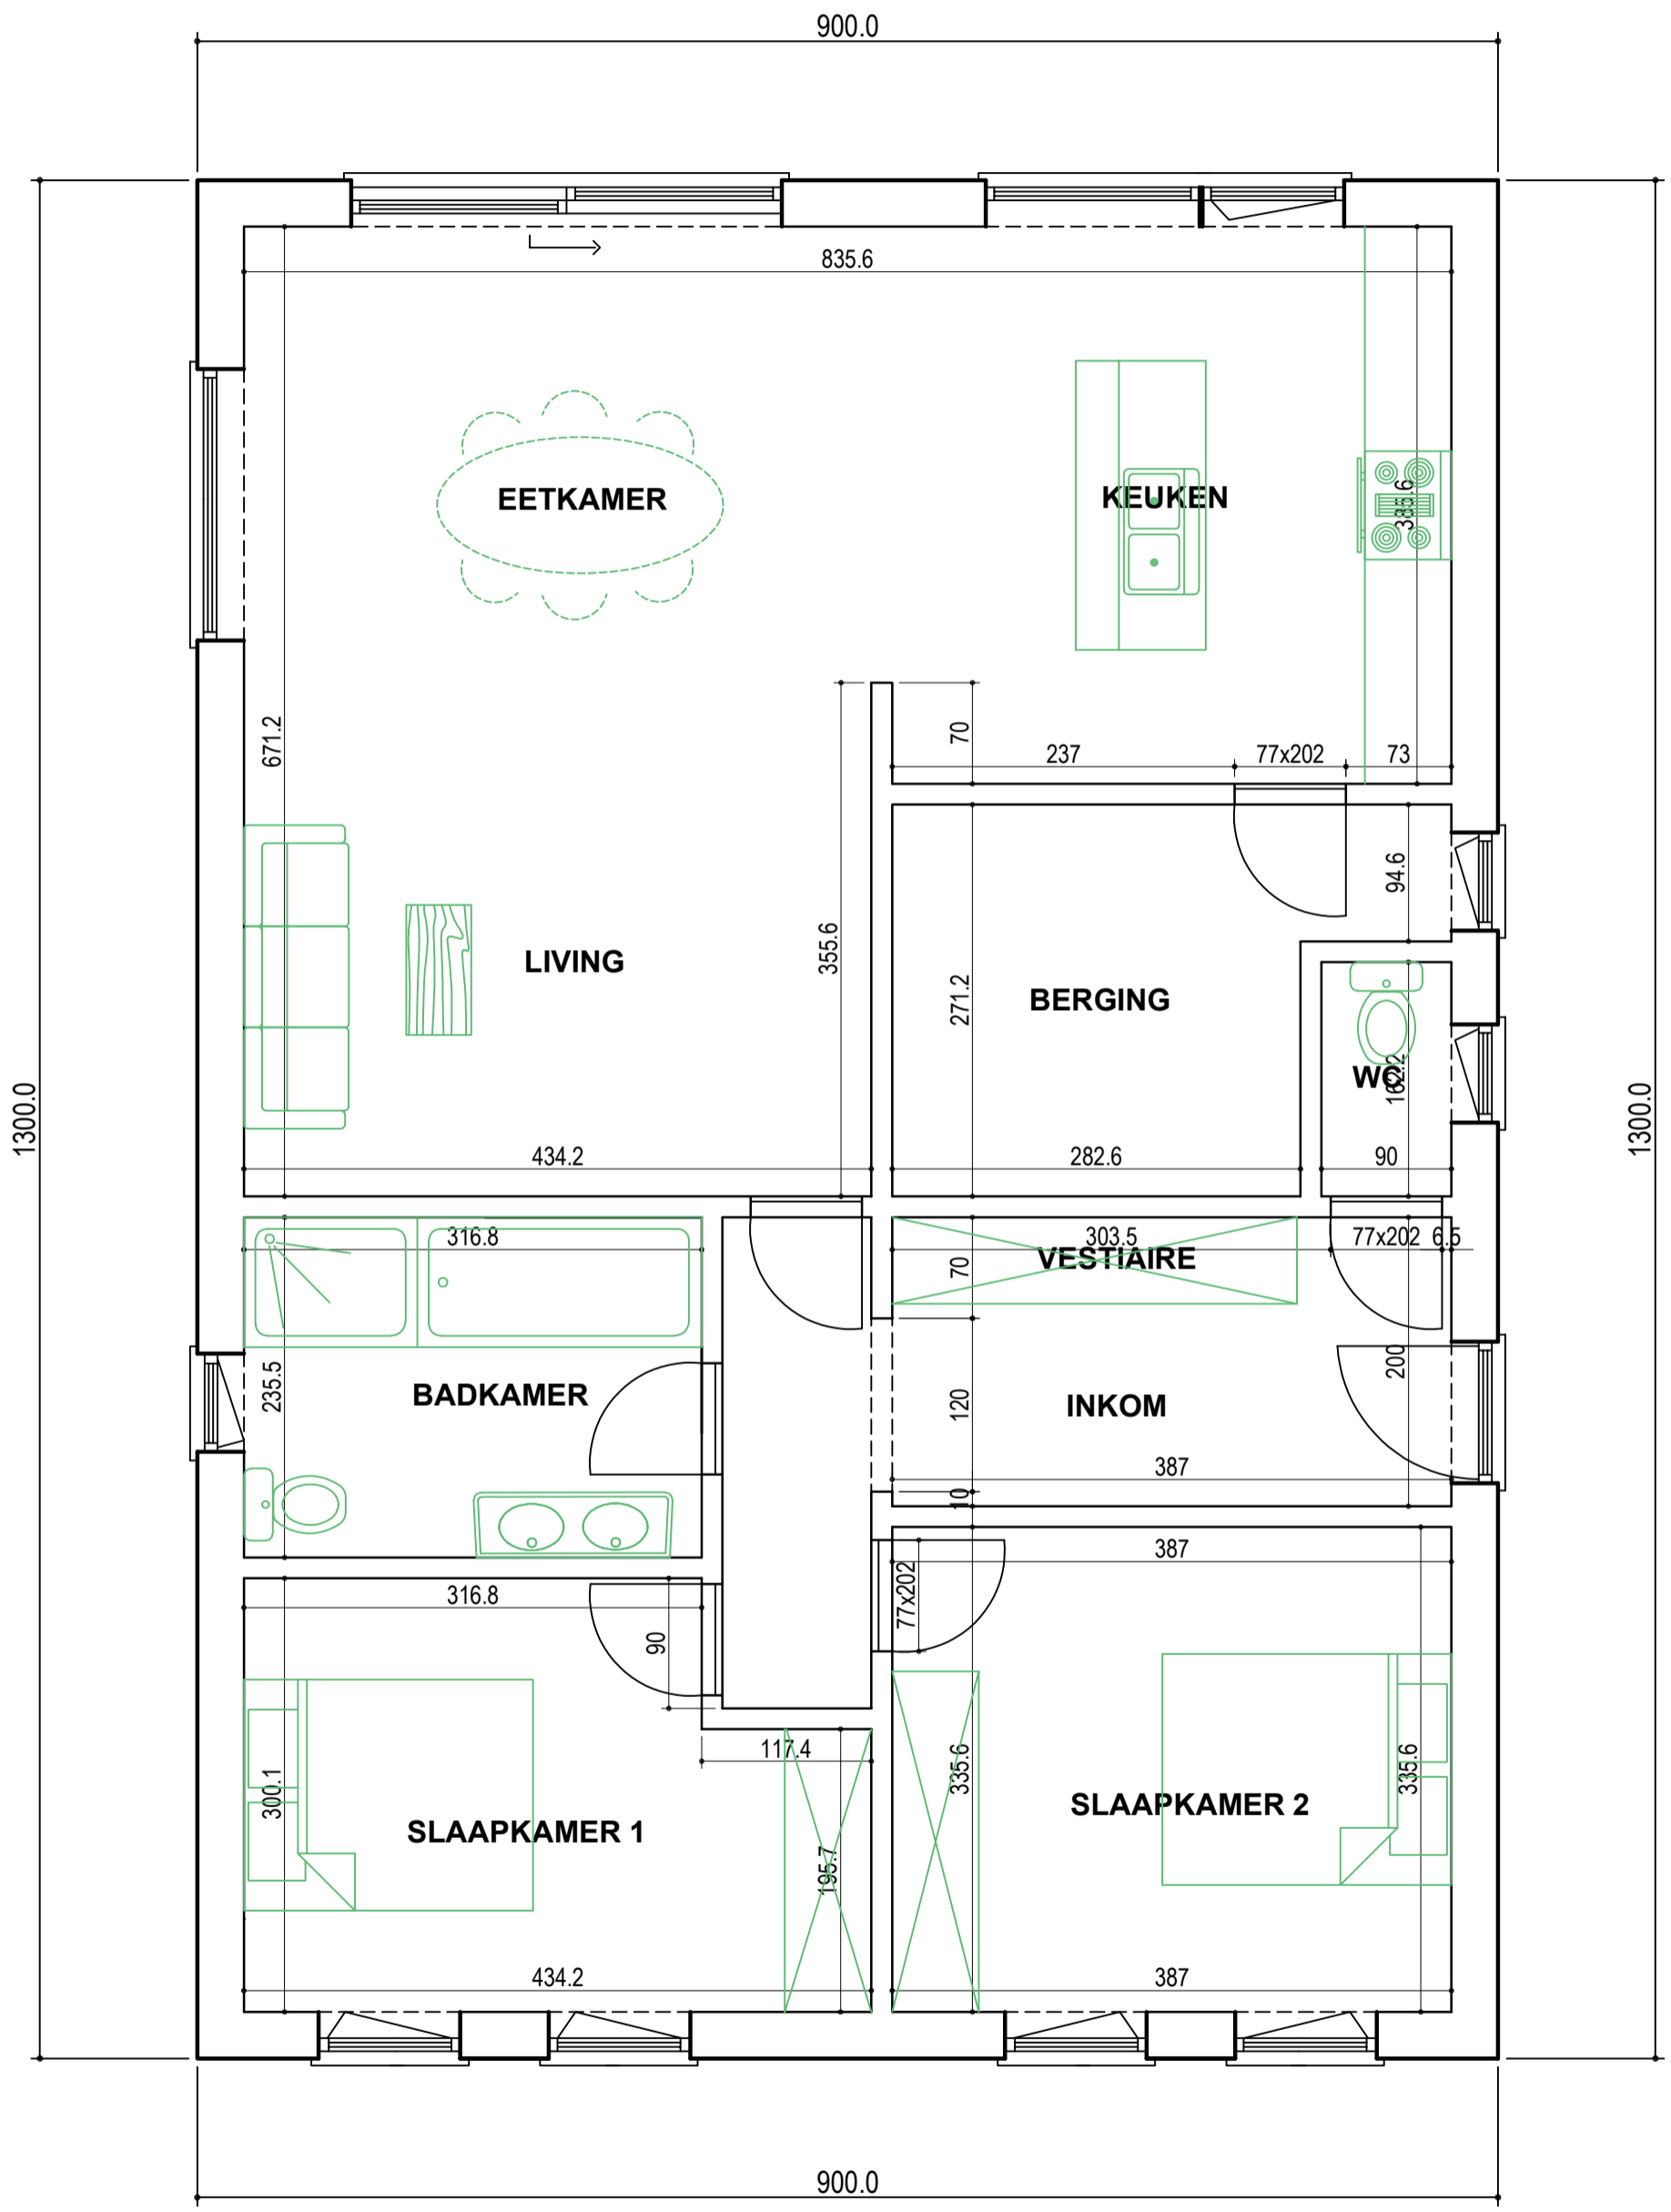 900.0
835.6
EETKAMER
KEUKEN
385.6
671.2
70
237
77x202
73
94.6
355.6
LIVING
271.2
BERGING
WC
162.2
1300.0
1300.0
434.2
282.6
90
316.8
303.5
77x202
6.5
VESTIAIRE
70
235.5
BADKAMER
120
INKOM
200
387
10
387
316.8
77x202
90
117.4
300.1
335.6
335.6
SLAAPKAMER 1
SLAAPKAMER 2
195.7
434.2
387
900.0